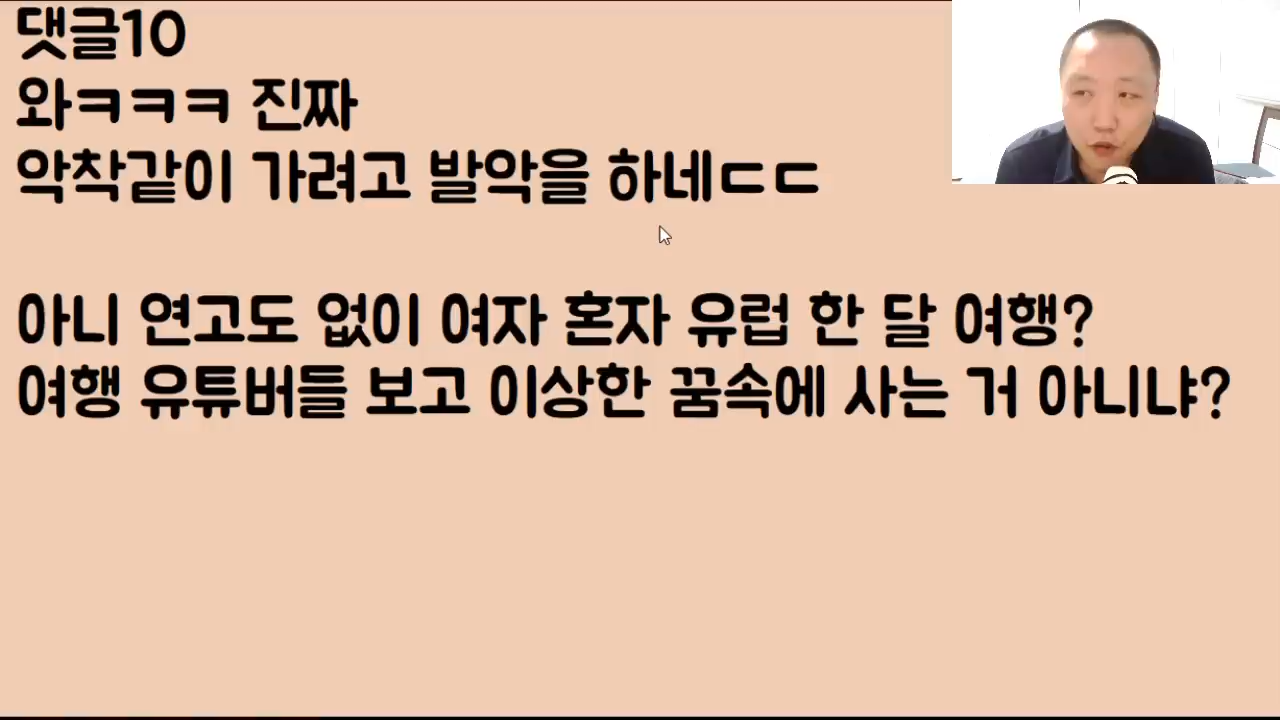 댓글10
와ㅋㅋㅋ 진짜
악착같이 가려고 발악을 하네ㄷㄷ
아니 연고도 없이 여자 혼자 유럽 한 달 여행?
여행 유튜버들 보고 이상한 꿈속에 사는 거 아니냐?